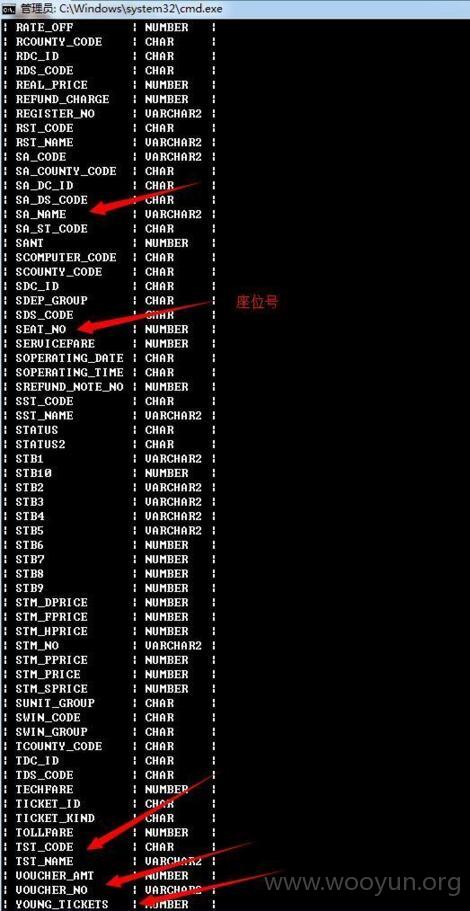 管理员: C:\Windows\system32\cmd.exe
| RATE_OFF | NUMBER |
| RCOUNTY_CODE | CHAR |
| RDC_ID | CHAR |
| RDS_CODE | CHAR |
| REAL_PRICE | NUMBER |
| REFUND_CHARGE | NUMBER |
| REGISTER_NO | VARCHAR2 |
| RST_CODE | CHAR |
| RST_NAME | VARCHAR2 |
| SA_CODE | VARCHAR2 |
| SA_COUNTY_CODE | CHAR |
| SA_DC_ID | CHAR |
| SA_DS_CODE | CHAR |
| SA_NAME | VARCHAR2 |
| SA_ST_CODE | CHAR |
| SANT | NUMBER |
| SCOMPUTER_CODE | CHAR |
| SCOUNTY_CODE | CHAR |
| SDC_ID | CHAR |
| SDEP_GROUP | CHAR |
座位号
| SDS_CODE | CHAR |
| SEAT_NO | NUMBER |
| SERVICEFARE | NUMBER |
| SOPERATING_DATE | CHAR |
| SOPERATING_TIME | CHAR |
| SREFUND_NOTE_NO | NUMBER |
| SST_CODE | CHAR |
| SST_NAME | VARCHAR2 |
| STATUS | CHAR |
| STATUS2 | CHAR |
| STB1 | VARCHAR2 |
| STB10 | NUMBER |
| STB2 | VARCHAR2 |
| STB3 | VARCHAR2 |
| STB4 | VARCHAR2 |
| STB5 | VARCHAR2 |
| STB6 | NUMBER |
| STB7 | NUMBER |
| STB8 | NUMBER |
| STB9 | NUMBER |
| STM_DPRICE | NUMBER |
| STM_FPRICE | NUMBER |
| STM_HPRICE | NUMBER |
| STM_NO | VARCHAR2 |
| STM_PPRICE | NUMBER |
| STM_PRICE | NUMBER |
| STM_SPRICE | NUMBER |
| SUNIT_GROUP | CHAR |
| SWIN_CODE | CHAR |
| SWIN_GROUP | CHAR |
| TCOUNTY_CODE | CHAR |
| TDC_ID | CHAR |
| TDS_CODE | CHAR |
| TECHFARE | NUMBER |
| TICKET_ID | CHAR |
| TICKET_KIND | CHAR |
| TOLLFARE | NUMBER |
| TST_CODE | CHAR |
| TST_NAME | VARCHAR2 |
| VOUCHER_AMT | NUMBER |
| VOUCHER_NO | VARCHAR2 |
| YOUNG_TICKETS | NUMBER |
www.wooyun.org